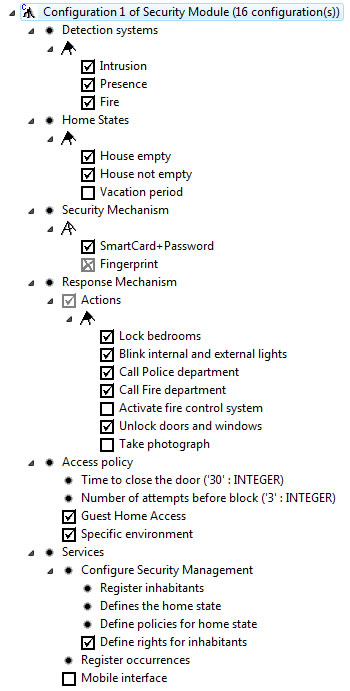 Configuration 1 of Security Module (16 configuration(s))
Detection systems
Intrusion
Presence
Fire
Home States
House empty
House not empty
Vacation period
Security Mechanism
SmartCard+Password
Fingerprint
Response Mechanism
Actions
Lock bedrooms
Blink internal and external lights
Call Police department
Call Fire department
Activate fire control system
Unlock doors and windows
Take photograph
Access policy
Time to close the door ('30' : INTEGER)
Number of attempts before block ('3' : INTEGER)
Guest Home Access
Specific environment
Services
Configure Security Management
Register inhabitants
Defines the home state
Define policies for home state
Define rights for inhabitants
Register occurrences
Mobile interface